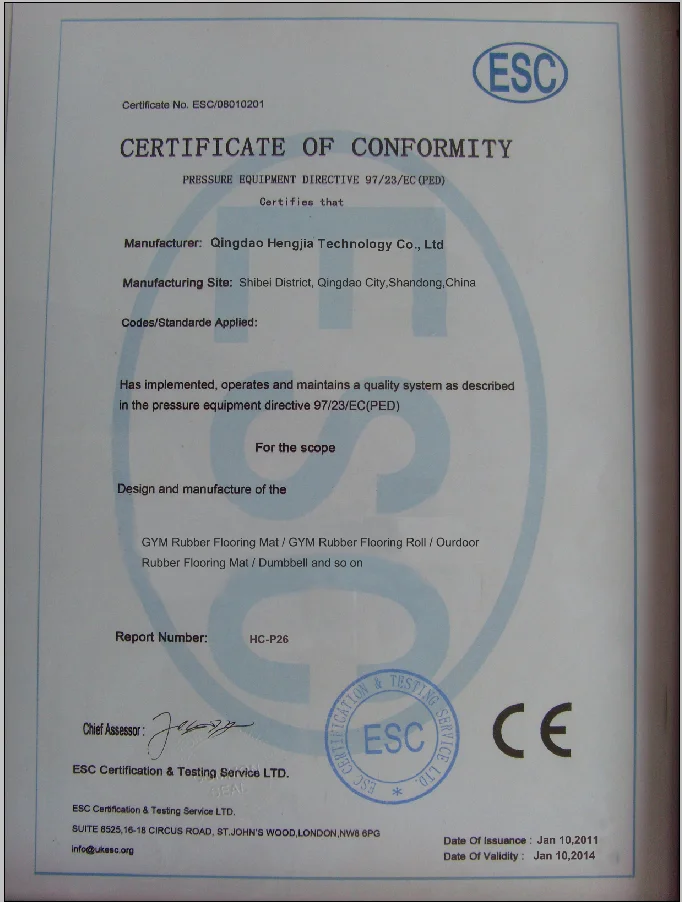 ESC
Certificate No. ESC/08010201
CERTIFICATE OF CONFORMITY
PRESSURE EQUIPMENT DIRECTIVE 97/23/EC(PED)
Certifies that
Manufacturer: Qingdao Hengjia Technology Co., Ltd
Manufacturing Site: Shibei District, Qingdao City,Shandong,China
Codes/Standarde Applied:
Has implemented, operates and maintains a quality system as described
in the pressure equipment directive 97/23/EC(PED)
For the scope
Design and manufacture of the
GYM Rubber Flooring Mat / GYM Rubber Flooring Roll / Ourdoor
Rubber Flooring Mat / Dumbbell and so on
Report Number: HC-P26
ESC CERTIFICATION & TESTING SERVICE LTD.
ESC
CE
Chief Assessor:
ESC Certification & Testing Service LTD.
SEAL
ESC Certification & Testing Service LTD.
SUITE 8525,16-18 CIRCUS ROAD, ST.JOHN'S WOOD,LONDON,NW8 6PG
info@ukesc.org
Date Of Issuance : Jan 10,2011
Date Of Validity : Jan 10,2014
ESC